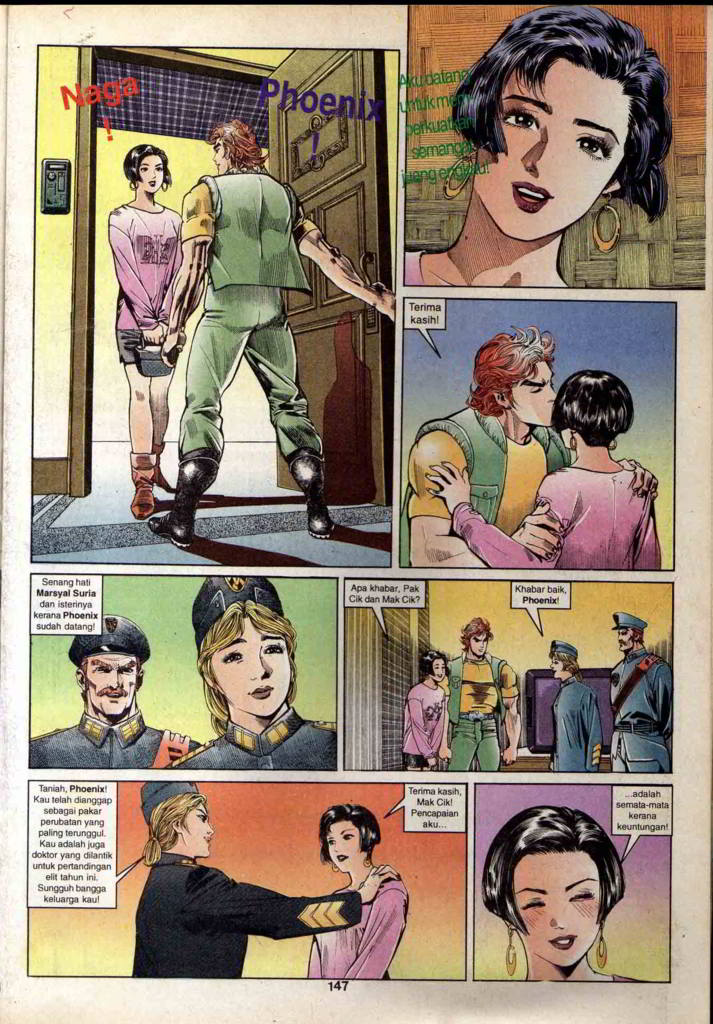 Naga
!
Phoenix
!
Aku datang
untuk mem
perkuatkan
semangat
juang engkau!
Terima
kasih!
Senang hati
Marsyal Suria
dan isterinya
kerana Phoenix
sudah datang!
Apa khabar, Pak
Cik dan Mak Cik?
Khabar baik,
Phoenix!
Taniah, Phoenix!
Kau telah dianggap
sebagai pakar
perubatan yang
paling terunggul.
Kau adalah juga
doktor yang dilantik
untuk pertandingan
elit tahun ini.
Sungguh bangga
keluarga kau!
Terima kasih,
Mak Cik!
Pencapaian
aku...
...adalah
semata-mata
kerana
keuntungan!
147